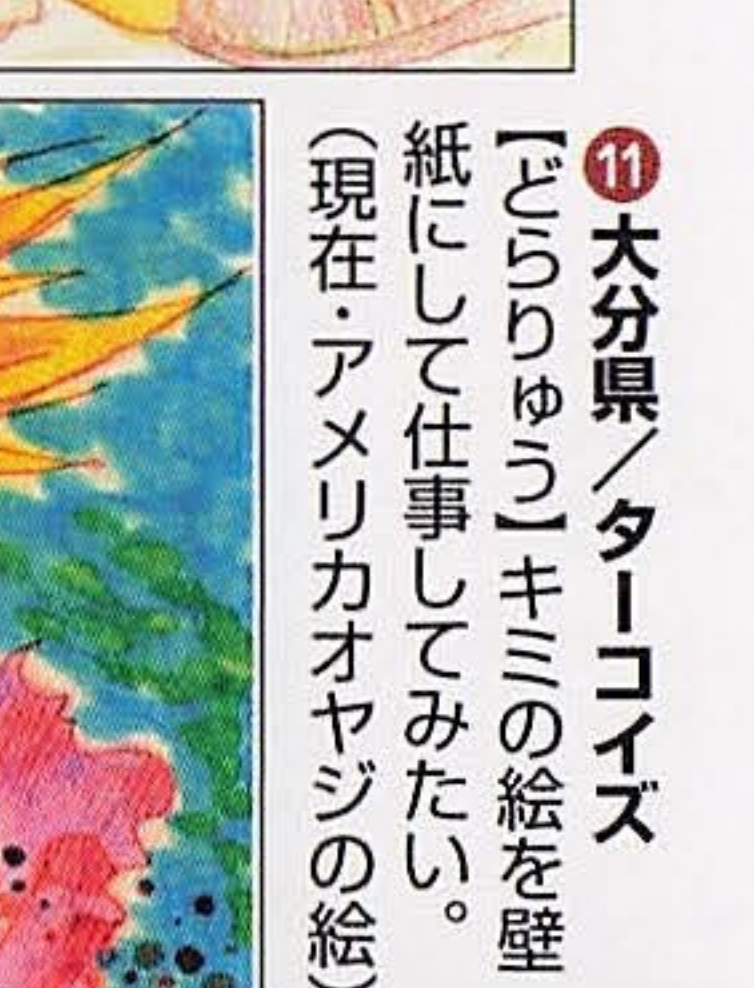 11 大分県/ターコイズ
【どらりゅう】キミの絵を壁
紙にして仕事してみたい。
(現在・アメリカオヤジの絵)